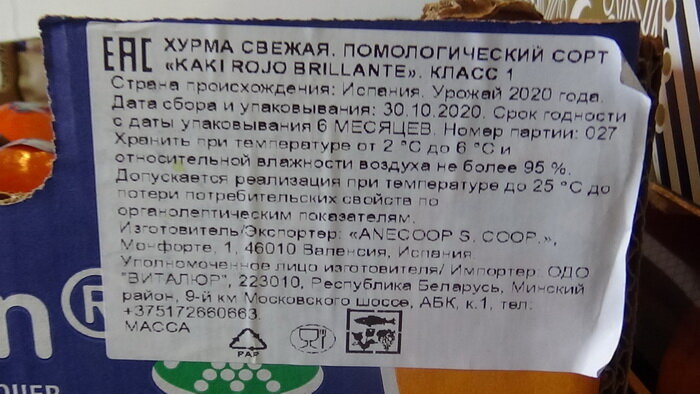 EAC ХУРМА СВЕЖАЯ. ПОМОЛОГИЧЕСКИЙ СОРТ
«KAKI ROJO BRILLANTE». КЛАСС 1
Страна происхождения: Испания. Урожай 2020 года.
Дата сбора и упаковывания: 30.10.2020. Срок годности
с даты упаковывания 6 МЕСЯЦЕВ. Номер партии: 027
Хранить при температуре от 2 °C до 6 °C и
относительной влажности воздуха не более 95 %.
Допускается реализация при температуре до 25 °C до
потери потребительских свойств по
органолептическим показателям.
Изготовитель/Экспортер: «ANECOOP S. COOP.»,
Монфорте, 1, 46010 Валенсия, Испания.
Уполномоченное лицо изготовителя/ Импортер: ОДО
"ВИТАЛЮР", 223010, Республика Беларусь, Минский
район, 9-й км Московского шоссе, АБК, к.1, тел:
+375172660663.
МАССА
PAP
n®